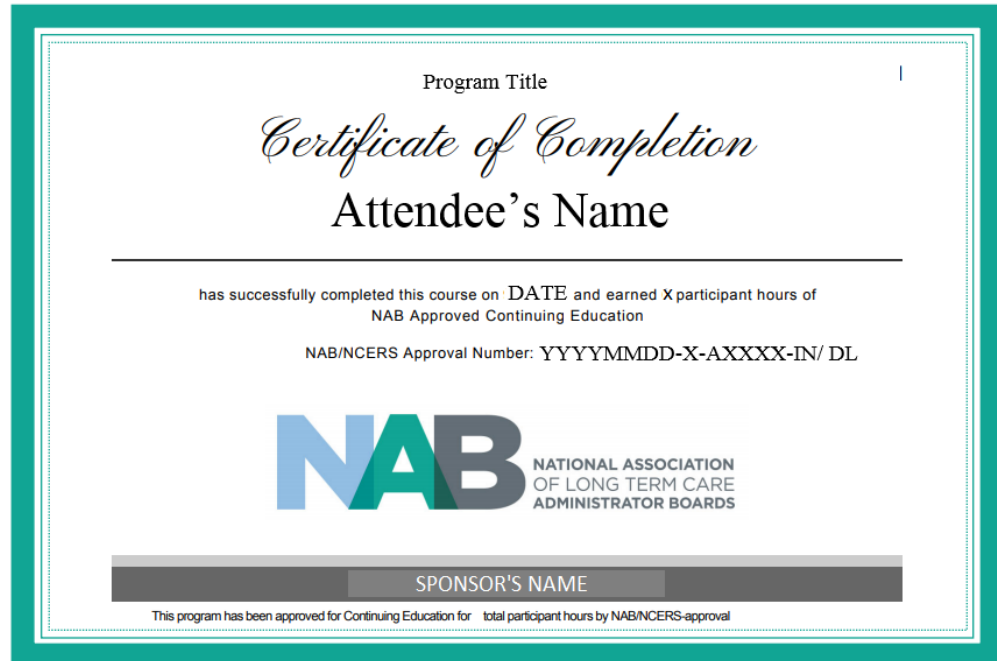 Program Title
Certificate of Completion
Attendee's Name
has successfully completed this course on DATE and earned X participant hours of
NAB Approved Continuing Education
NAB/NCERS Approval Number: YYYYMMDD-X-AXXXX-IN/ DL
NAB
NATIONAL ASSOCIATION
OF LONG TERM CARE
ADMINISTRATOR BOARDS
SPONSOR'S NAME
This program has been approved for Continuing Education for total participant hours by NAB/NCERS-approval